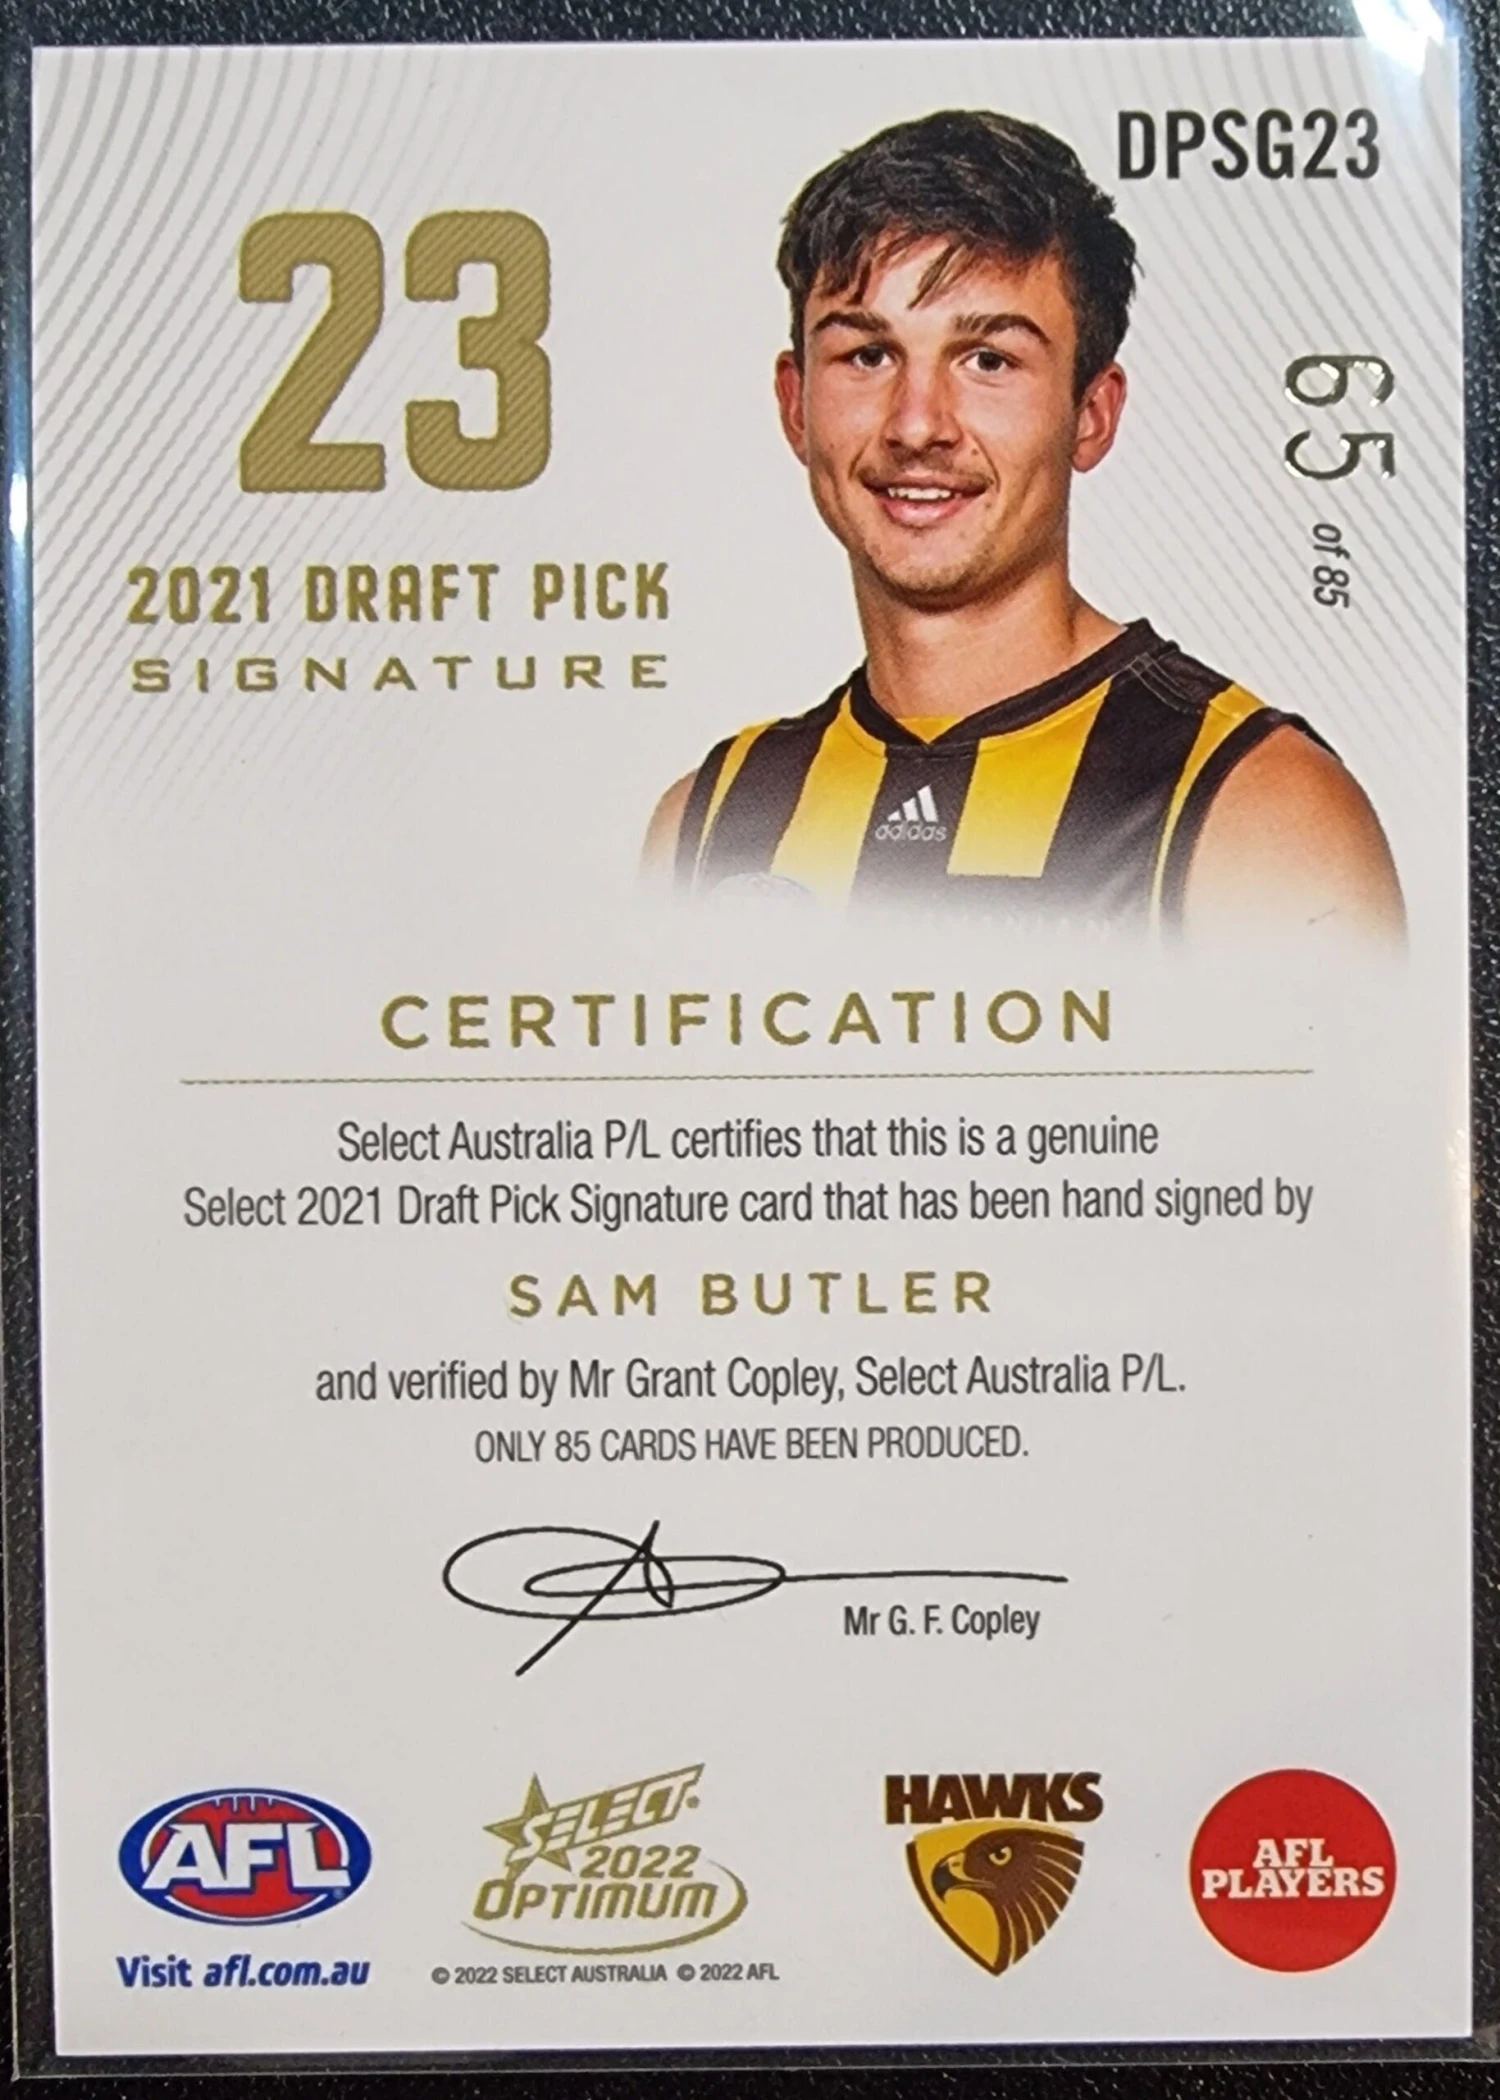 DPSG23
23
2021 DRAFT PICK
SIGNATURE
65 of 85
adidas
CERTIFICATION
Select Australia P/L certifies that this is a genuine
Select 2021 Draft Pick Signature card that has been hand signed by
SAM BUTLER
and verified by Mr Grant Copley, Select Australia P/L.
ONLY 85 CARDS HAVE BEEN PRODUCED.
Mr G. F. Copley
AFL
Visit afl.com.au
SELECT
2022
OPTIMUM
© 2022 SELECT AUSTRALIA © 2022 AFL
HAWKS
AFL
PLAYERS